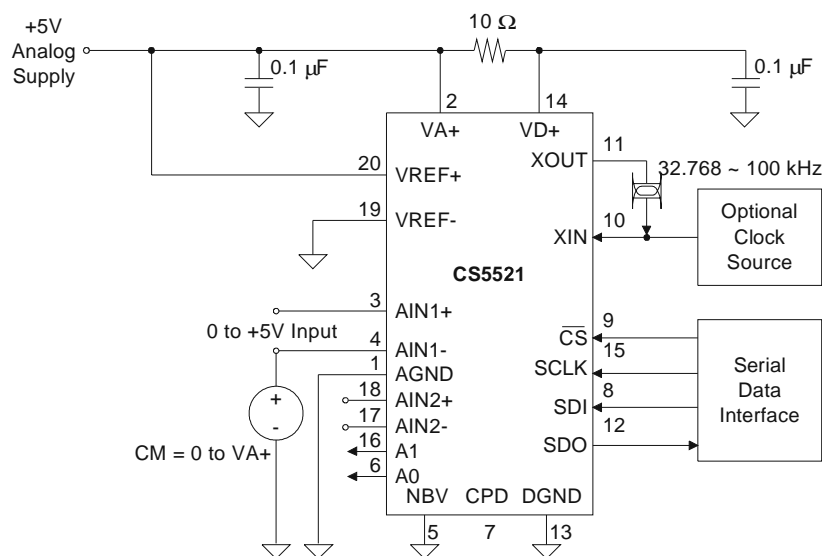 +5V
Analog
Supply
10 Ω
0.1 µF
0.1 µF
2
14
VA+
VD+
11
XOUT
32.768 ~ 100 kHz
20
VREF+
19
VREF-
10
XIN
Optional
Clock
Source
CS5521
3
AIN1+
0 to +5V Input
4
AIN1-
1
AGND
18
AIN2+
17
AIN2-
16
A1
6
A0
+
-
CM = 0 to VA+
9
CS
15
SCLK
8
SDI
12
SDO
Serial
Data
Interface
NBV
CPD
DGND
5
7
13